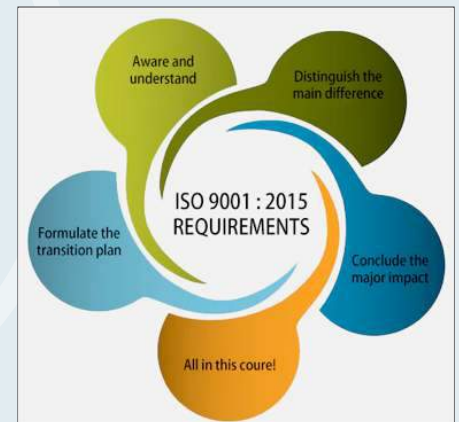 Aware and
understand
Distinguish the
main difference
ISO 9001 : 2015
REQUIREMENTS
Conclude the
major impact
Formulate the
transition plan
All in this coure!